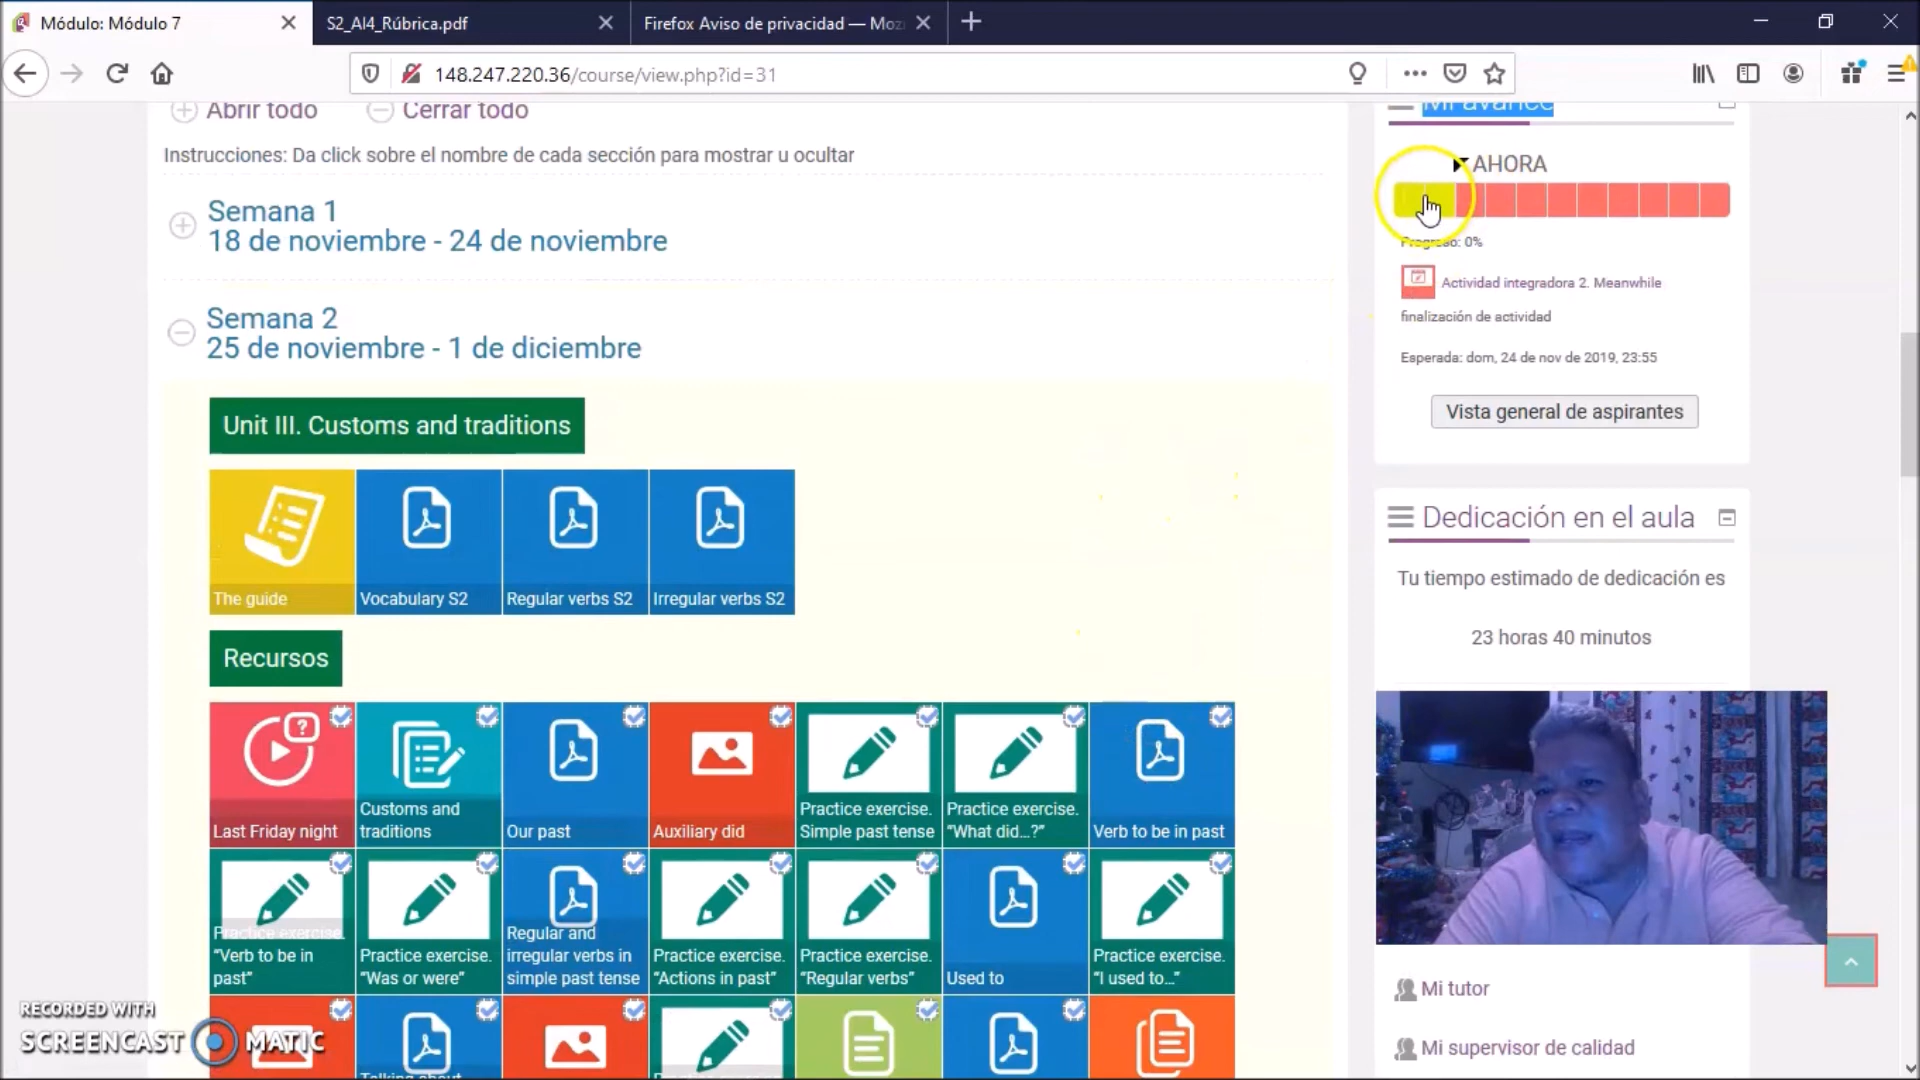 Módulo: Módulo 7
S2_AI4_Rúbrica.pdf
Firefox Aviso de privacidad — Moz
148.247.220.36/course/view.php?id=31
Abrir todo
Cerrar todo
Instrucciones: Da click sobre el nombre de cada sección para mostrar u ocultar
Semana 1
18 de noviembre - 24 de noviembre
Semana 2
25 de noviembre - 1 de diciembre
Unit III. Customs and traditions
The guide
Vocabulary S2
Regular verbs S2
Irregular verbs S2
Recursos
Last Friday night
Customs and
traditions
Our past
Auxiliary did
Practice exercise.
Simple past tense
Practice exercise.
"What did...?"
Verb to be in past
Practice exercise.
"Verb to be in
past"
Practice exercise.
"Was or were"
Regular and
irregular verbs in
simple past tense
Practice exercise.
"Actions in past"
Practice exercise.
"Regular verbs"
Used to
Practice exercise.
"I used to..."
Talking about
Mi avance
AHORA
Progreso: 0%
Actividad integradora 2. Meanwhile
finalización de actividad
Esperada: dom, 24 de nov de 2019, 23:55
Vista general de aspirantes
Dedicación en el aula
Tu tiempo estimado de dedicación es
23 horas 40 minutos
Mi tutor
Mi supervisor de calidad
RECORDED WITH
SCREENCAST MATIC